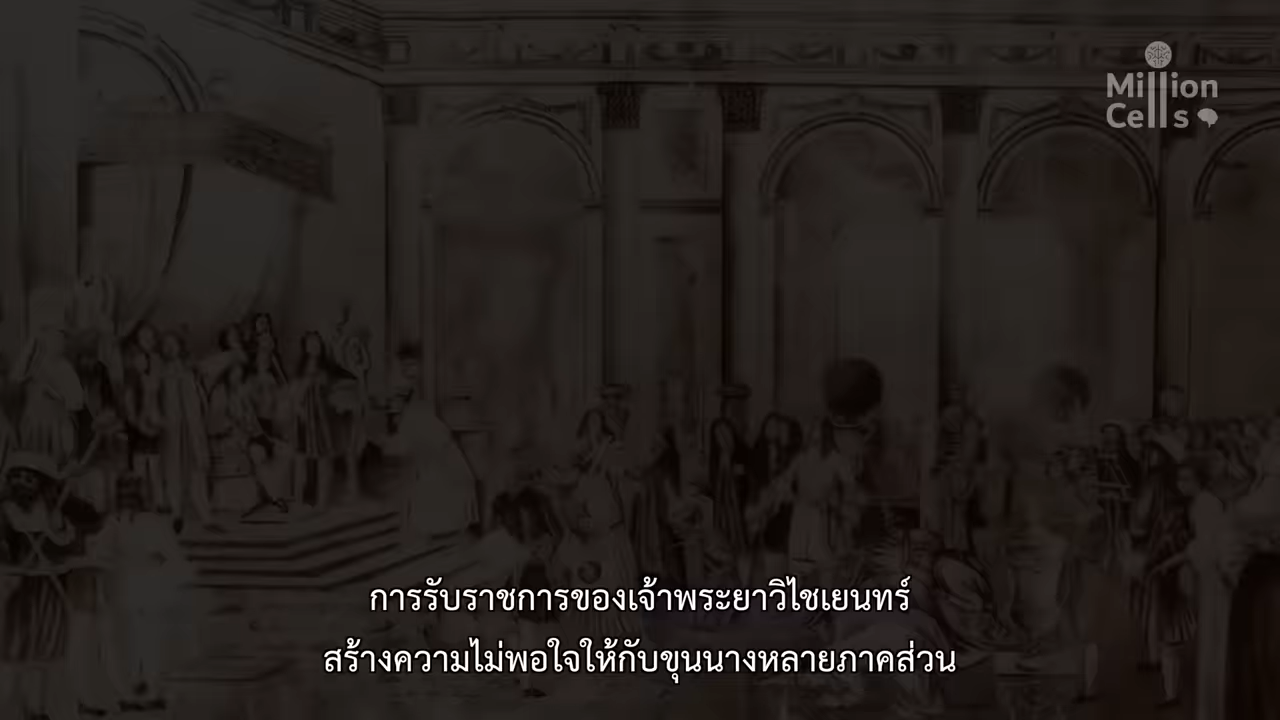 Million
Cells
การรับราชการของเจ้าพระยาวิไชเยนทร์
สร้างความไม่พอใจให้กับขุนนางหลายภาคส่วน